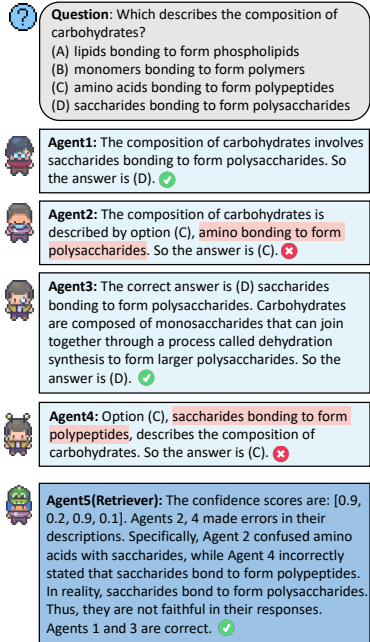 ?
Question: Which describes the composition of
carbohydrates?
(A) lipids bonding to form phospholipids
(B) monomers bonding to form polymers
(C) amino acids bonding to form polypeptides
(D) saccharides bonding to form polysaccharides
Agent1: The composition of carbohydrates involves
saccharides bonding to form polysaccharides. So
the answer is (D).
Agent2: The composition of carbohydrates is
described by option (C), amino bonding to form
polysaccharides. So the answer is (C).
Agent3: The correct answer is (D) saccharides
bonding to form polysaccharides. Carbohydrates
are composed of monosaccharides that can join
together through a process called dehydration
synthesis to form larger polysaccharides. So the
answer is (D).
Agent4: Option (C), saccharides bonding to form
polypeptides, describes the composition of
carbohydrates. So the answer is (C).
Agent5(Retriever): The confidence scores are: [0.9,
0.2, 0.9, 0.1]. Agents 2, 4 made errors in their
descriptions. Specifically, Agent 2 confused amino
acids with saccharides, while Agent 4 incorrectly
stated that saccharides bond to form polypeptides.
In reality, saccharides bond to form polysaccharides.
Thus, they are not faithful in their responses.
Agents 1 and 3 are correct.